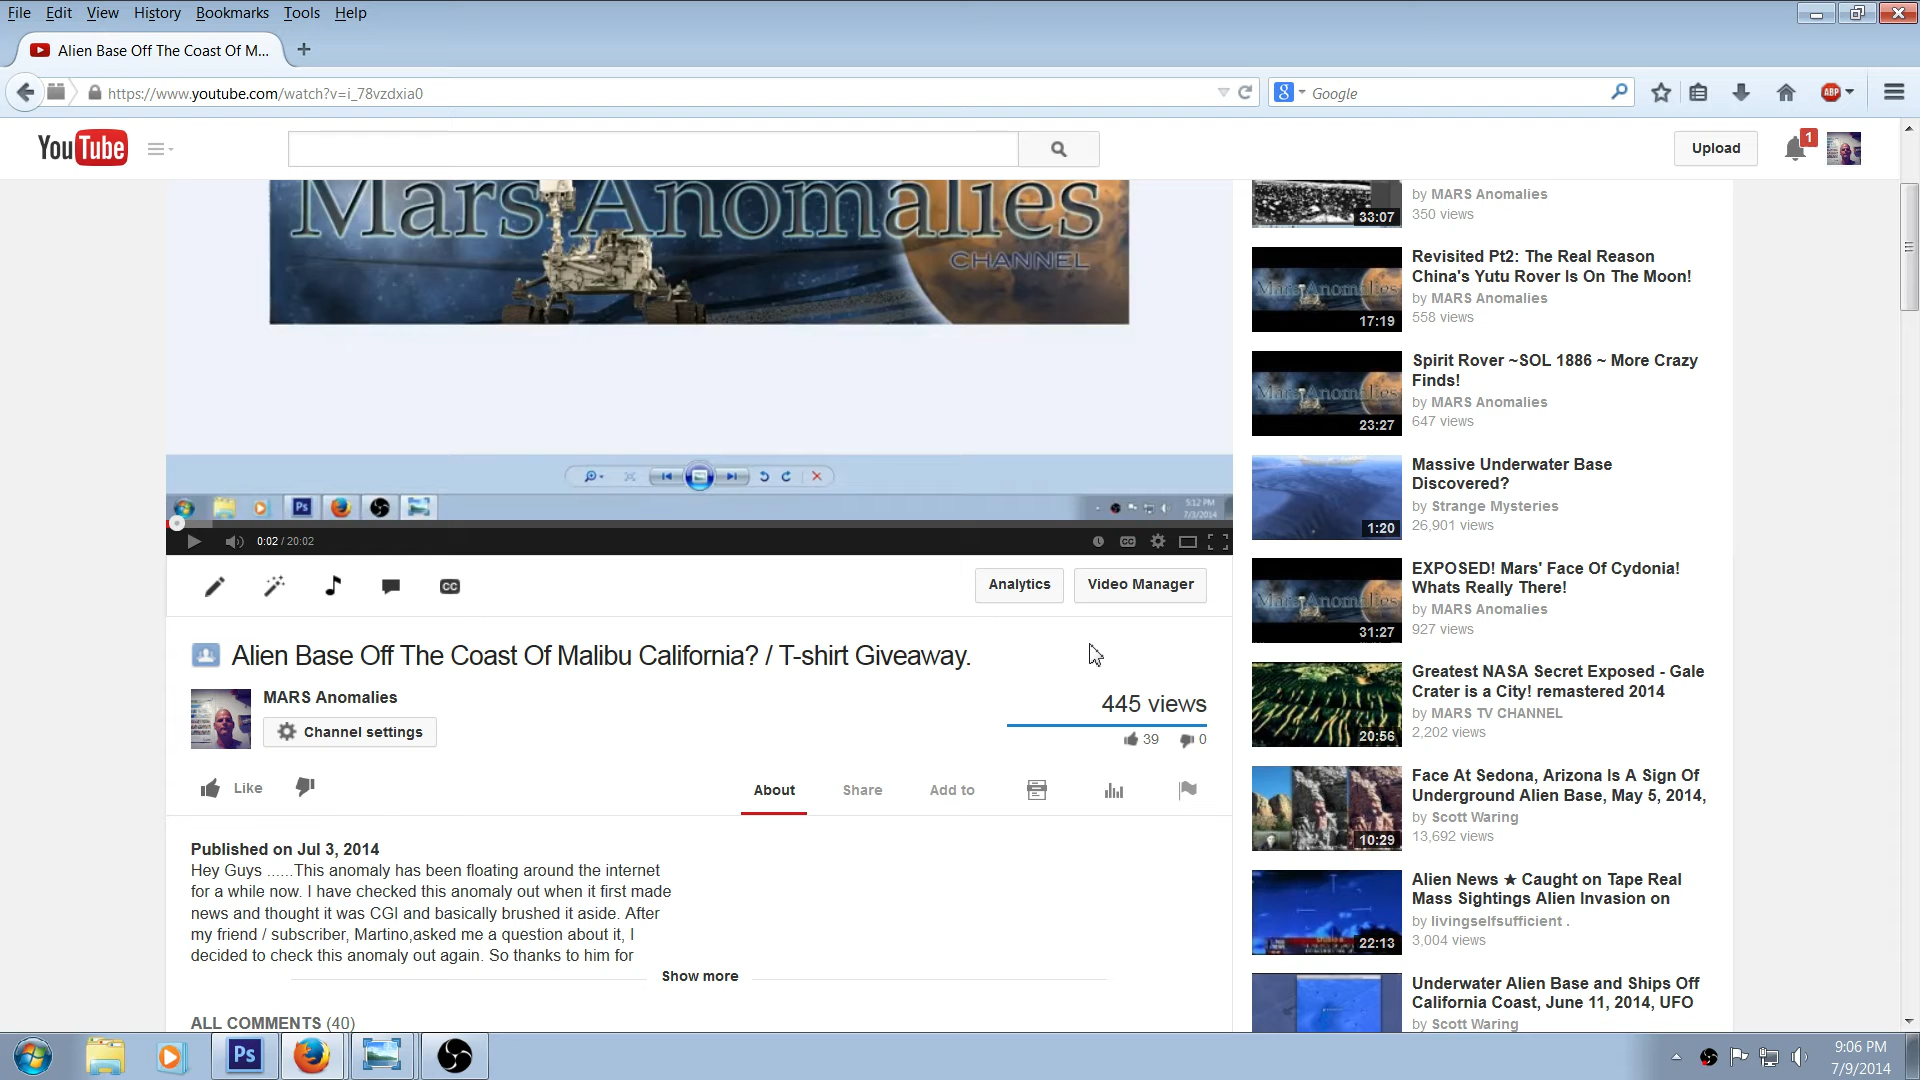 File Edit View History Bookmarks Tools Help
Alien Base Off The Coast Of M...
https://www.youtube.com/watch?v=i_78vzdxia0
Google
ABP
YouTube
Upload
1
Mars Anomalies
CHANNEL
5:12 PM
7/3/2014
0:02 / 20:02
Analytics
Video Manager
Alien Base Off The Coast Of Malibu California? / T-shirt Giveaway.
MARS Anomalies
Channel settings
445 views
39 0
Like
About Share Add to
Published on Jul 3, 2014
Hey Guys ......This anomaly has been floating around the internet
for a while now. I have checked this anomaly out when it first made
news and thought it was CGI and basically brushed it aside. After
my friend / subscriber, Martino,asked me a question about it, I
decided to check this anomaly out again. So thanks to him for
Show more
ALL COMMENTS (40)
33:07
by MARS Anomalies
350 views
Revisited Pt2: The Real Reason
China's Yutu Rover Is On The Moon!
by MARS Anomalies
558 views
Mars Anomalies
17:19
Spirit Rover ~SOL 1886 ~ More Crazy
Finds!
by MARS Anomalies
647 views
Mars Anomalies
23:27
Massive Underwater Base
Discovered?
by Strange Mysteries
26,901 views
1:20
EXPOSED! Mars' Face Of Cydonia!
Whats Really There!
by MARS Anomalies
927 views
Mars Anomalies
31:27
Greatest NASA Secret Exposed - Gale
Crater is a City! remastered 2014
by MARS TV CHANNEL
2,202 views
20:56
Face At Sedona, Arizona Is A Sign Of
Underground Alien Base, May 5, 2014,
by Scott Waring
13,692 views
10:29
Alien News ★ Caught on Tape Real
Mass Sightings Alien Invasion on
by livingselfsufficient .
3,004 views
22:13
Underwater Alien Base and Ships Off
California Coast, June 11, 2014, UFO
by Scott Waring
Ps
9:06 PM
7/9/2014